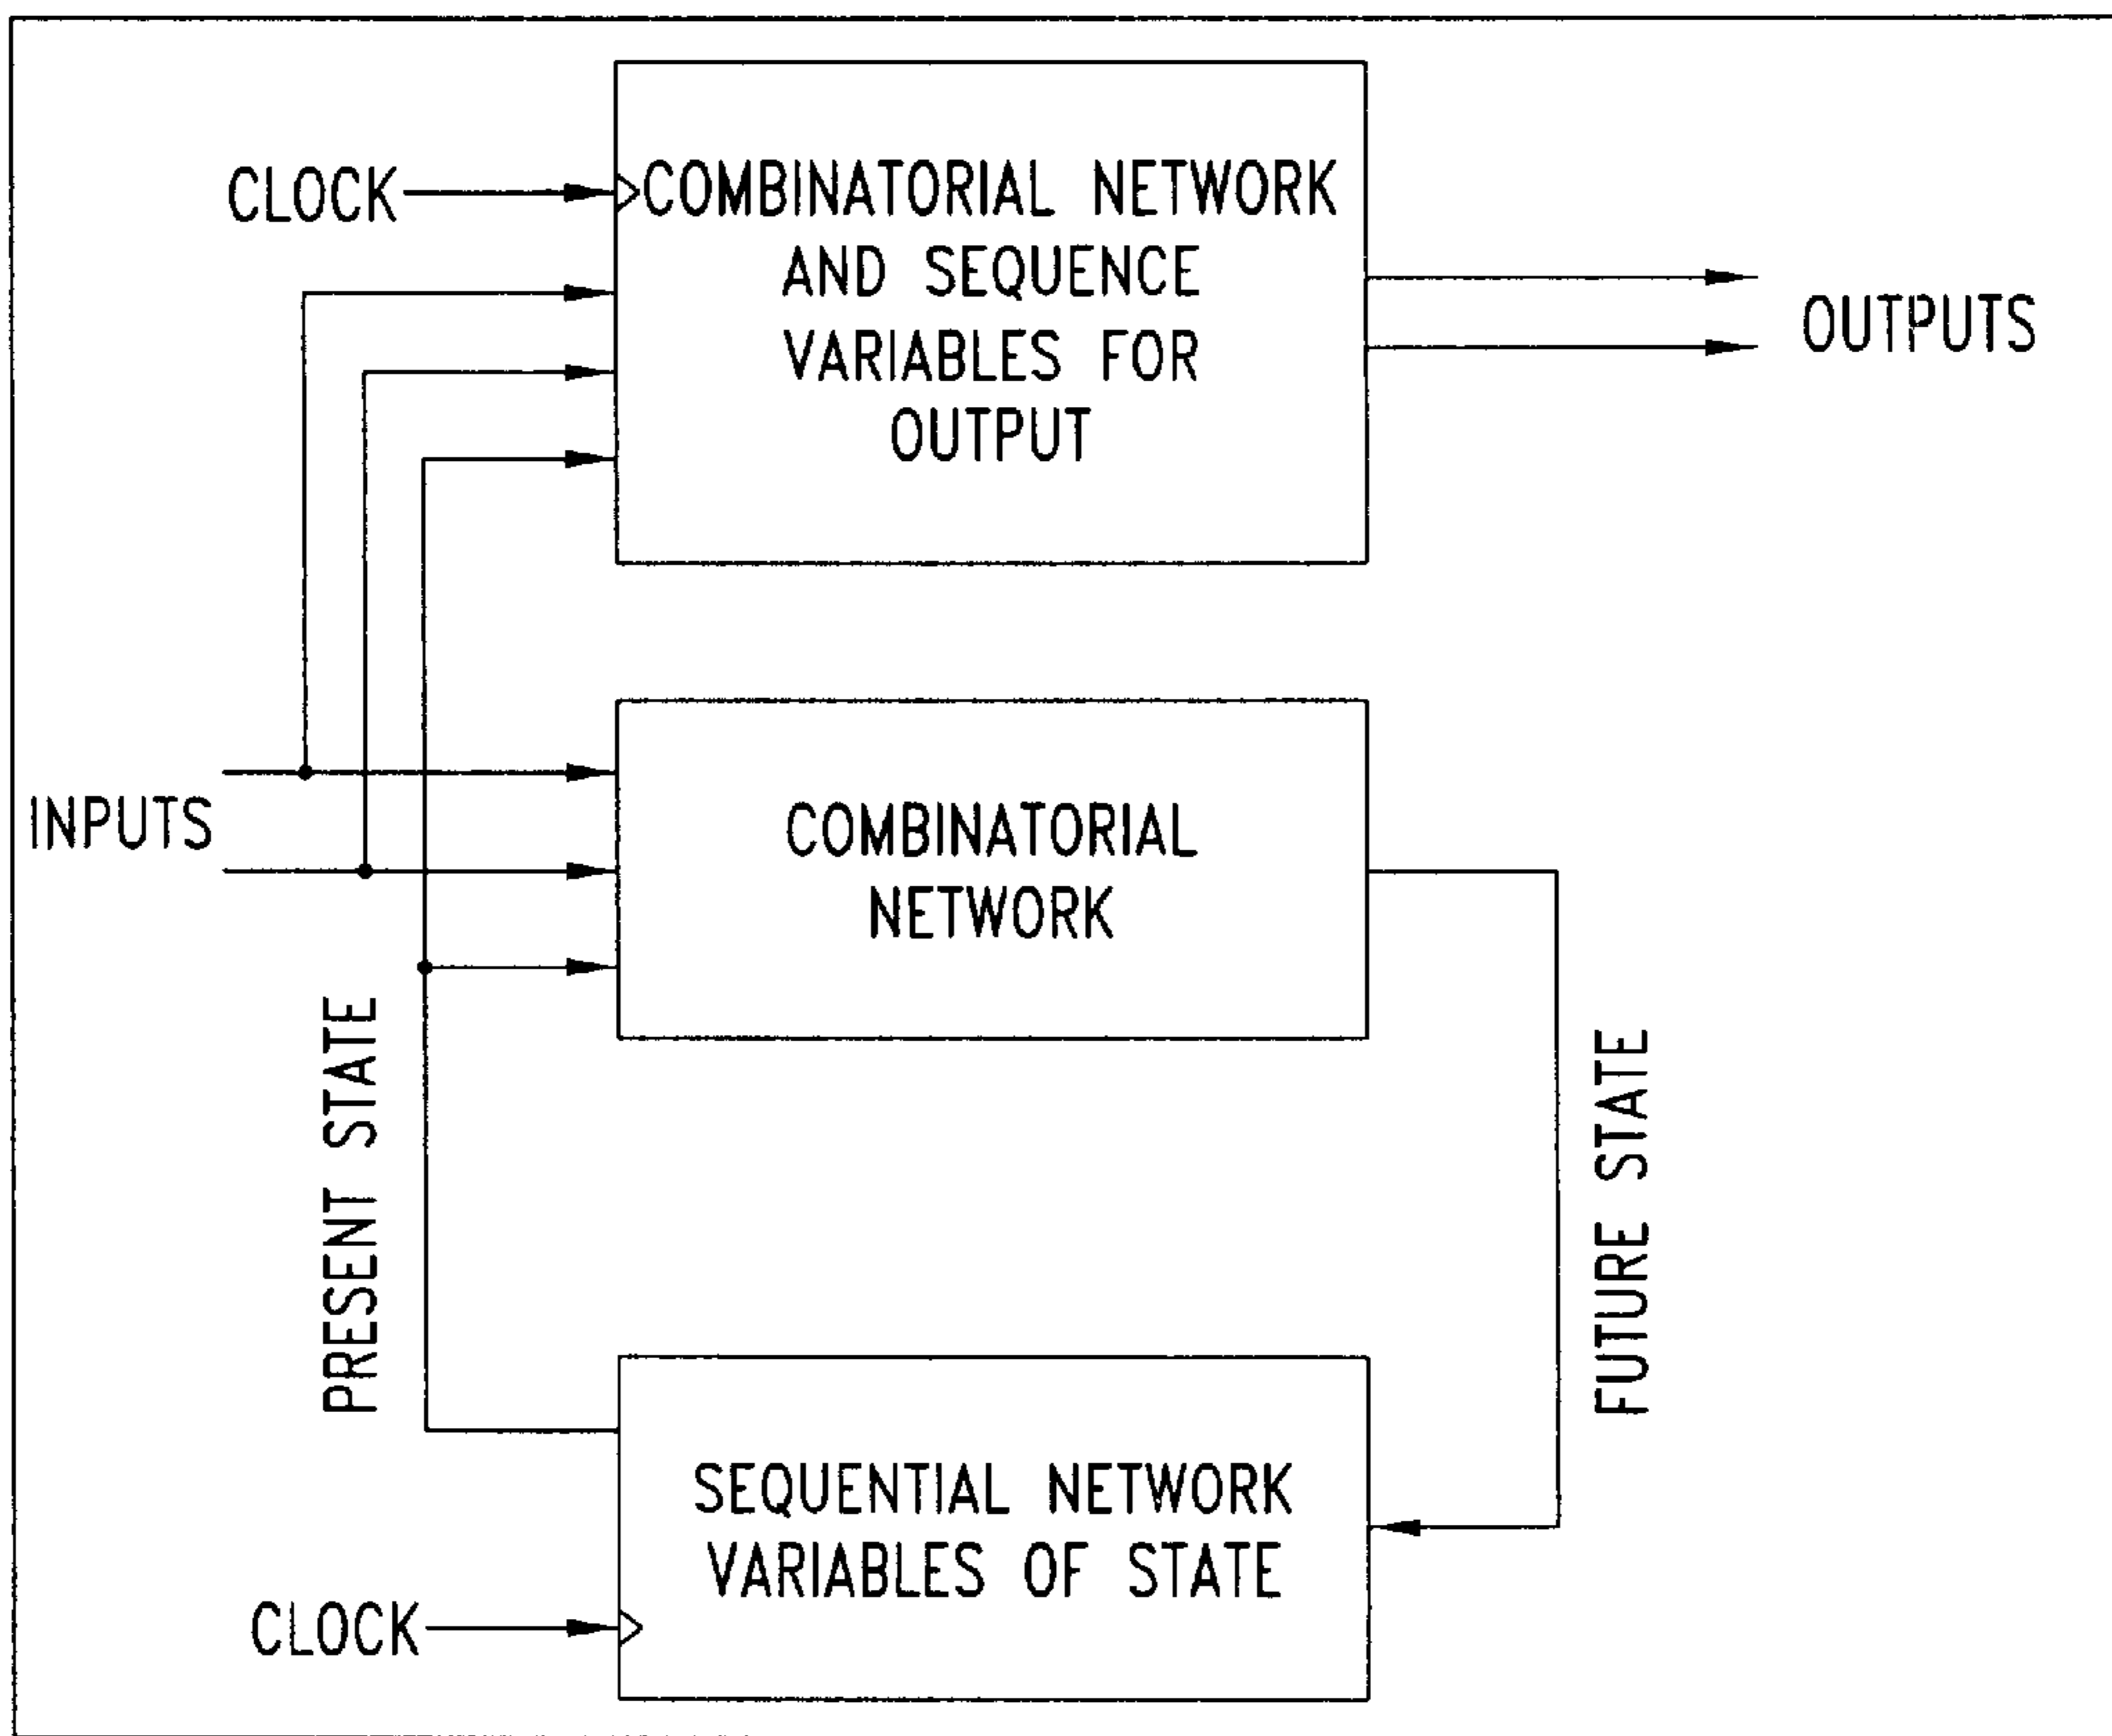 CLOCK
COMBINATORIAL NETWORK
AND SEQUENCE
VARIABLES FOR
OUTPUT
OUTPUTS
INPUTS
COMBINATORIAL
NETWORK
PRESENT STATE
FUTURE STATE
SEQUENTIAL NETWORK
VARIABLES OF STATE
CLOCK